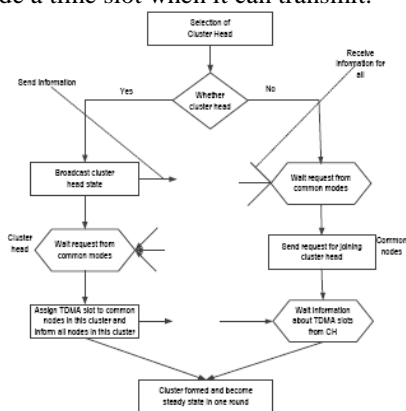 de a time slot when it can transmit.
Selection of
Cluster Head
Receive
Information for
all
Send Information
Yes
No
Whether
cluster head
Broadcast cluster
head state
Wait request from
common modes
Cluster
head
Wait request from
common modes
Send request for joining
cluster head
Common
nodes
Assign TDMA slot to common
nodes in this cluster and
Inform all nodes in this cluster
Wait Information
about TDMA slots
from CH
Cluster formed and become
steady state in one round